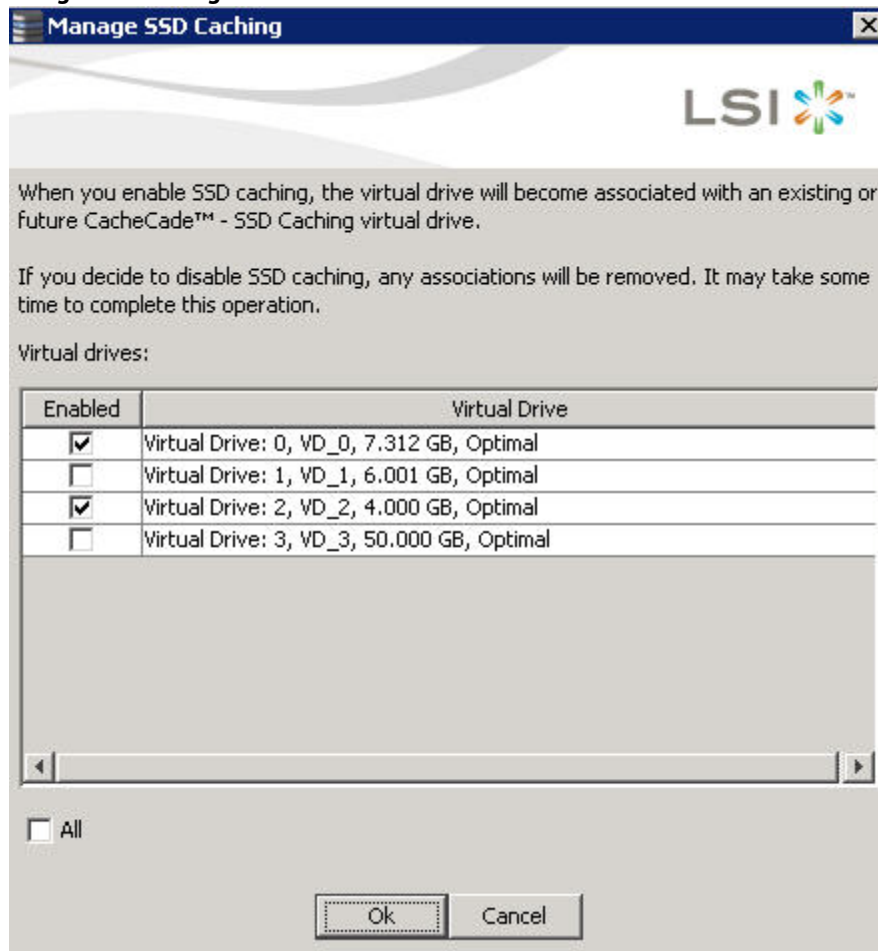 Manage SSD Caching
LSI
When you enable SSD caching, the virtual drive will become associated with an existing or
future CacheCade™ - SSD Caching virtual drive.
If you decide to disable SSD caching, any associations will be removed. It may take some
time to complete this operation.
Virtual drives:
Enabled Virtual Drive
Virtual Drive: 0, VD_0, 7.312 GB, Optimal
Virtual Drive: 1, VD_1, 6.001 GB, Optimal
Virtual Drive: 2, VD_2, 4.000 GB, Optimal
Virtual Drive: 3, VD_3, 50.000 GB, Optimal
All
Ok Cancel